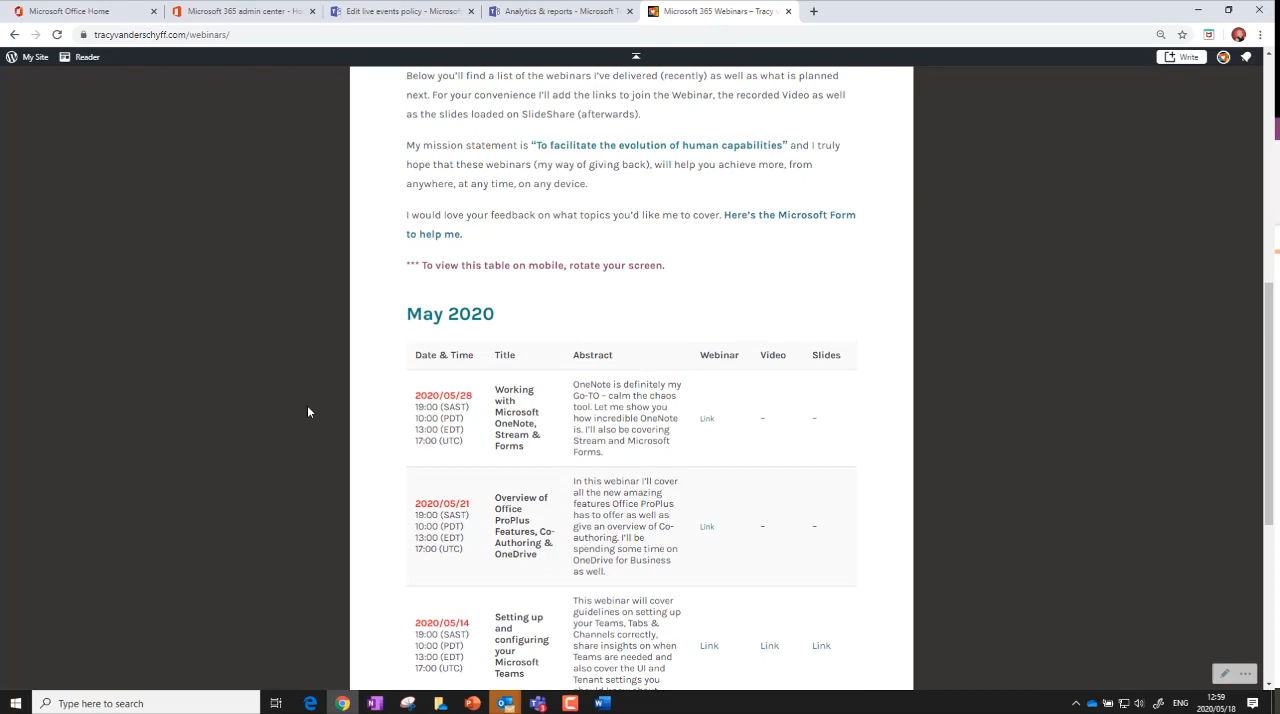 Microsoft Office Home
Microsoft 365 admin center - Ho
Edit live events policy - Microsof
Analytics & reports - Microsoft T
Microsoft 365 Webinars – Tracy v
tracyvanderschyff.com/webinars/
My Site
Reader
Write
Below you'll find a list of the webinars I've delivered (recently) as well as what is planned
next. For your convenience I'll add the links to join the Webinar, the recorded Video as well
as the slides loaded on SlideShare (afterwards).
My mission statement is "To facilitate the evolution of human capabilities" and I truly
hope that these webinars (my way of giving back), will help you achieve more, from
anywhere, at any time, on any device.
I would love your feedback on what topics you'd like me to cover. Here's the Microsoft Form
to help me.
*** To view this table on mobile, rotate your screen.
May 2020
Date & Time Title Abstract Webinar Video Slides
2020/05/28
19:00 (SAST)
10:00 (PDT)
13:00 (EDT)
17:00 (UTC)
Working
with
Microsoft
OneNote,
Stream &
Forms
OneNote is definitely my
Go-TO – calm the chaos
tool. Let me show you
how incredible OneNote
is. I'll also be covering
Stream and Microsoft
Forms.
Link – –
2020/05/21
19:00 (SAST)
10:00 (PDT)
13:00 (EDT)
17:00 (UTC)
Overview of
Office
ProPlus
Features, Co-
Authoring &
OneDrive
In this webinar I'll cover
all the new amazing
features Office ProPlus
has to offer as well as
give an overview of Co-
authoring. I'll be
spending some time on
OneDrive for Business
as well.
Link – –
2020/05/14
19:00 (SAST)
10:00 (PDT)
13:00 (EDT)
17:00 (UTC)
Setting up
and
configuring
your
Microsoft
Teams
This webinar will cover
guidelines on setting up
your Teams, Tabs &
Channels correctly,
share insights on when
Teams are needed and
also cover the UI and
Tenant settings you
should know about
Link Link Link
Type here to search
ENG
12:59
2020/05/18